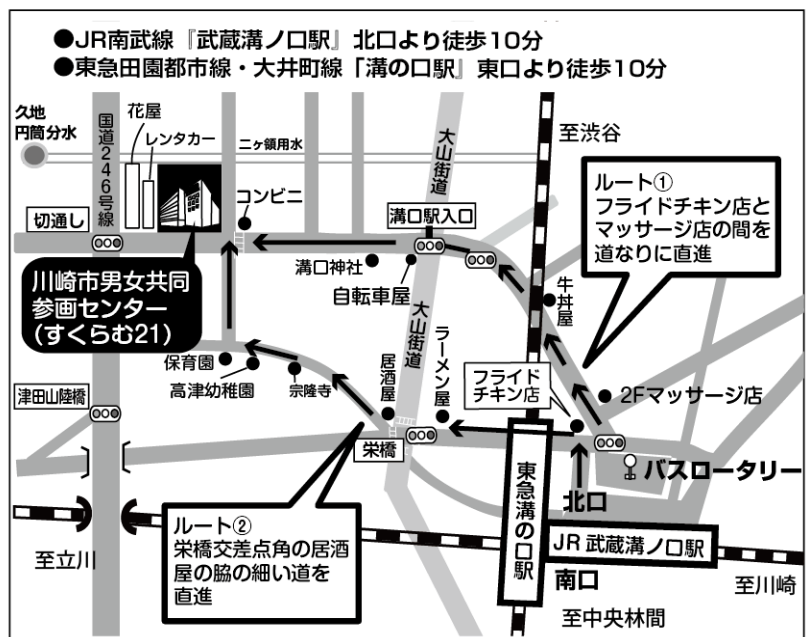 ●JR南武線『武蔵溝ノ口駅』北口より徒歩10分
●東急田園都市線・大井町線「溝の口駅」東口より徒歩10分
久地
円筒分水
国道246号線
花屋
レンタカー
二ヶ領用水
大山街道
至渋谷
コンビニ
溝口駅入口
切通し
ルート①
フライドチキン店と
マッサージ店の間を
道なりに直進
川崎市男女共同
参画センター
(すくらむ21)
溝口神社
自転車屋
牛丼屋
大山街道
保育園
高津幼稚園
宗隆寺
居酒屋
ラーメン屋
フライド
チキン店
2Fマッサージ店
津田山陸橋
栄橋
バスロータリー
北口
東急溝の口駅
ルート②
栄橋交差点角の居酒
屋の脇の細い道を
直進
JR 武蔵溝ノ口駅
至立川
南口
至川崎
至中央林間